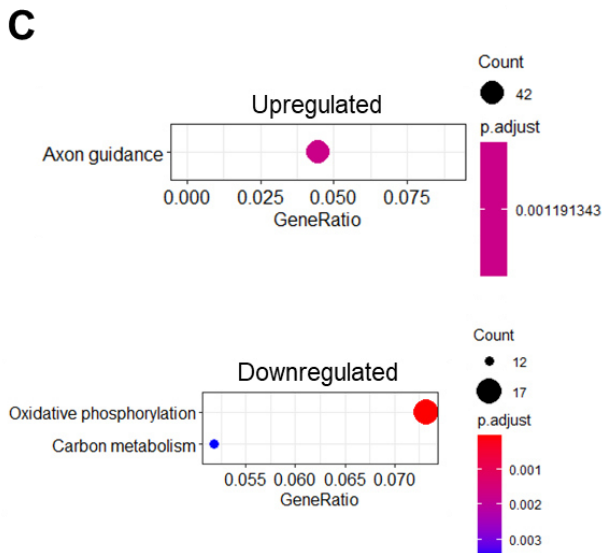 C
Upregulated
Axon guidance
0.000 0.025 0.050 0.075
GeneRatio
Count
42
p.adjust
0.001191343
Downregulated
Oxidative phosphorylation
Carbon metabolism
0.055 0.060 0.065 0.070
GeneRatio
Count
12
17
p.adjust
0.001
0.002
0.003